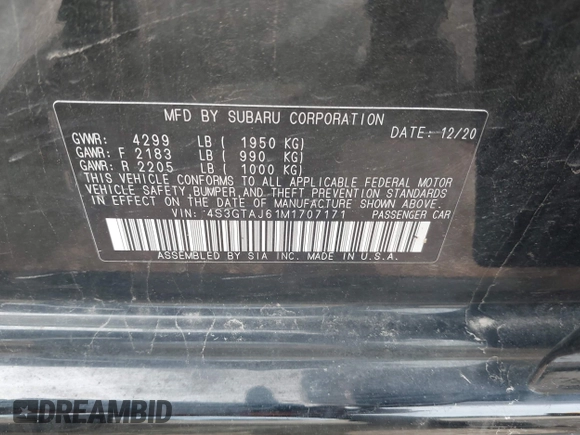 MFD BY SUBARU CORPORATION
DATE: 12/20
GVWR: 4299 LB ( 1950 KG)
GAWR: F 2183 LB ( 990 KG)
GAWR: R 2205 LB ( 1000 KG)
THIS VEHICLE CONFORMS TO ALL APPLICABLE FEDERAL MOTOR
VEHICLE SAFETY, BUMPER, AND THEFT PREVENTION STANDARDS
IN EFFECT ON THE DATE OF MANUFACTURE SHOWN ABOVE.
VIN: 4S3GTAJ61M1707171 PASSENGER CAR
ASSEMBLED BY SIA INC. MADE IN U.S.A.
DREAMBID